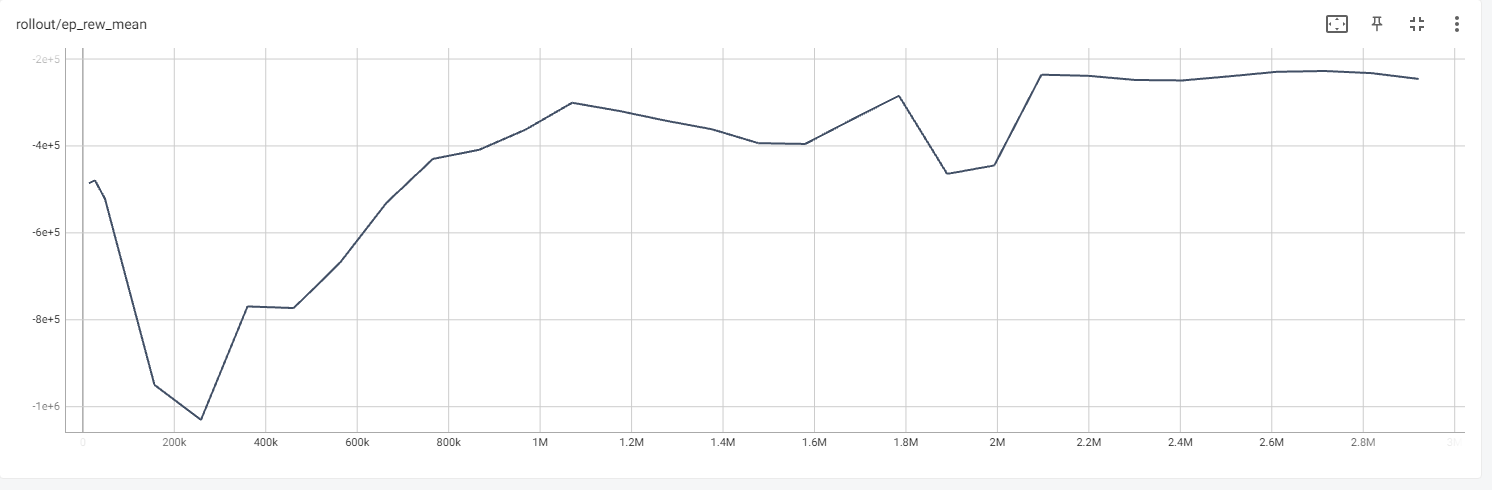 rollout/ep_rew_mean
-2e+5
-4e+5
-6e+5
-8e+5
-1e+6
0 200k 400k 600k 800k 1M 1.2M 1.4M 1.6M 1.8M 2M 2.2M 2.4M 2.6M 2.8M 3M